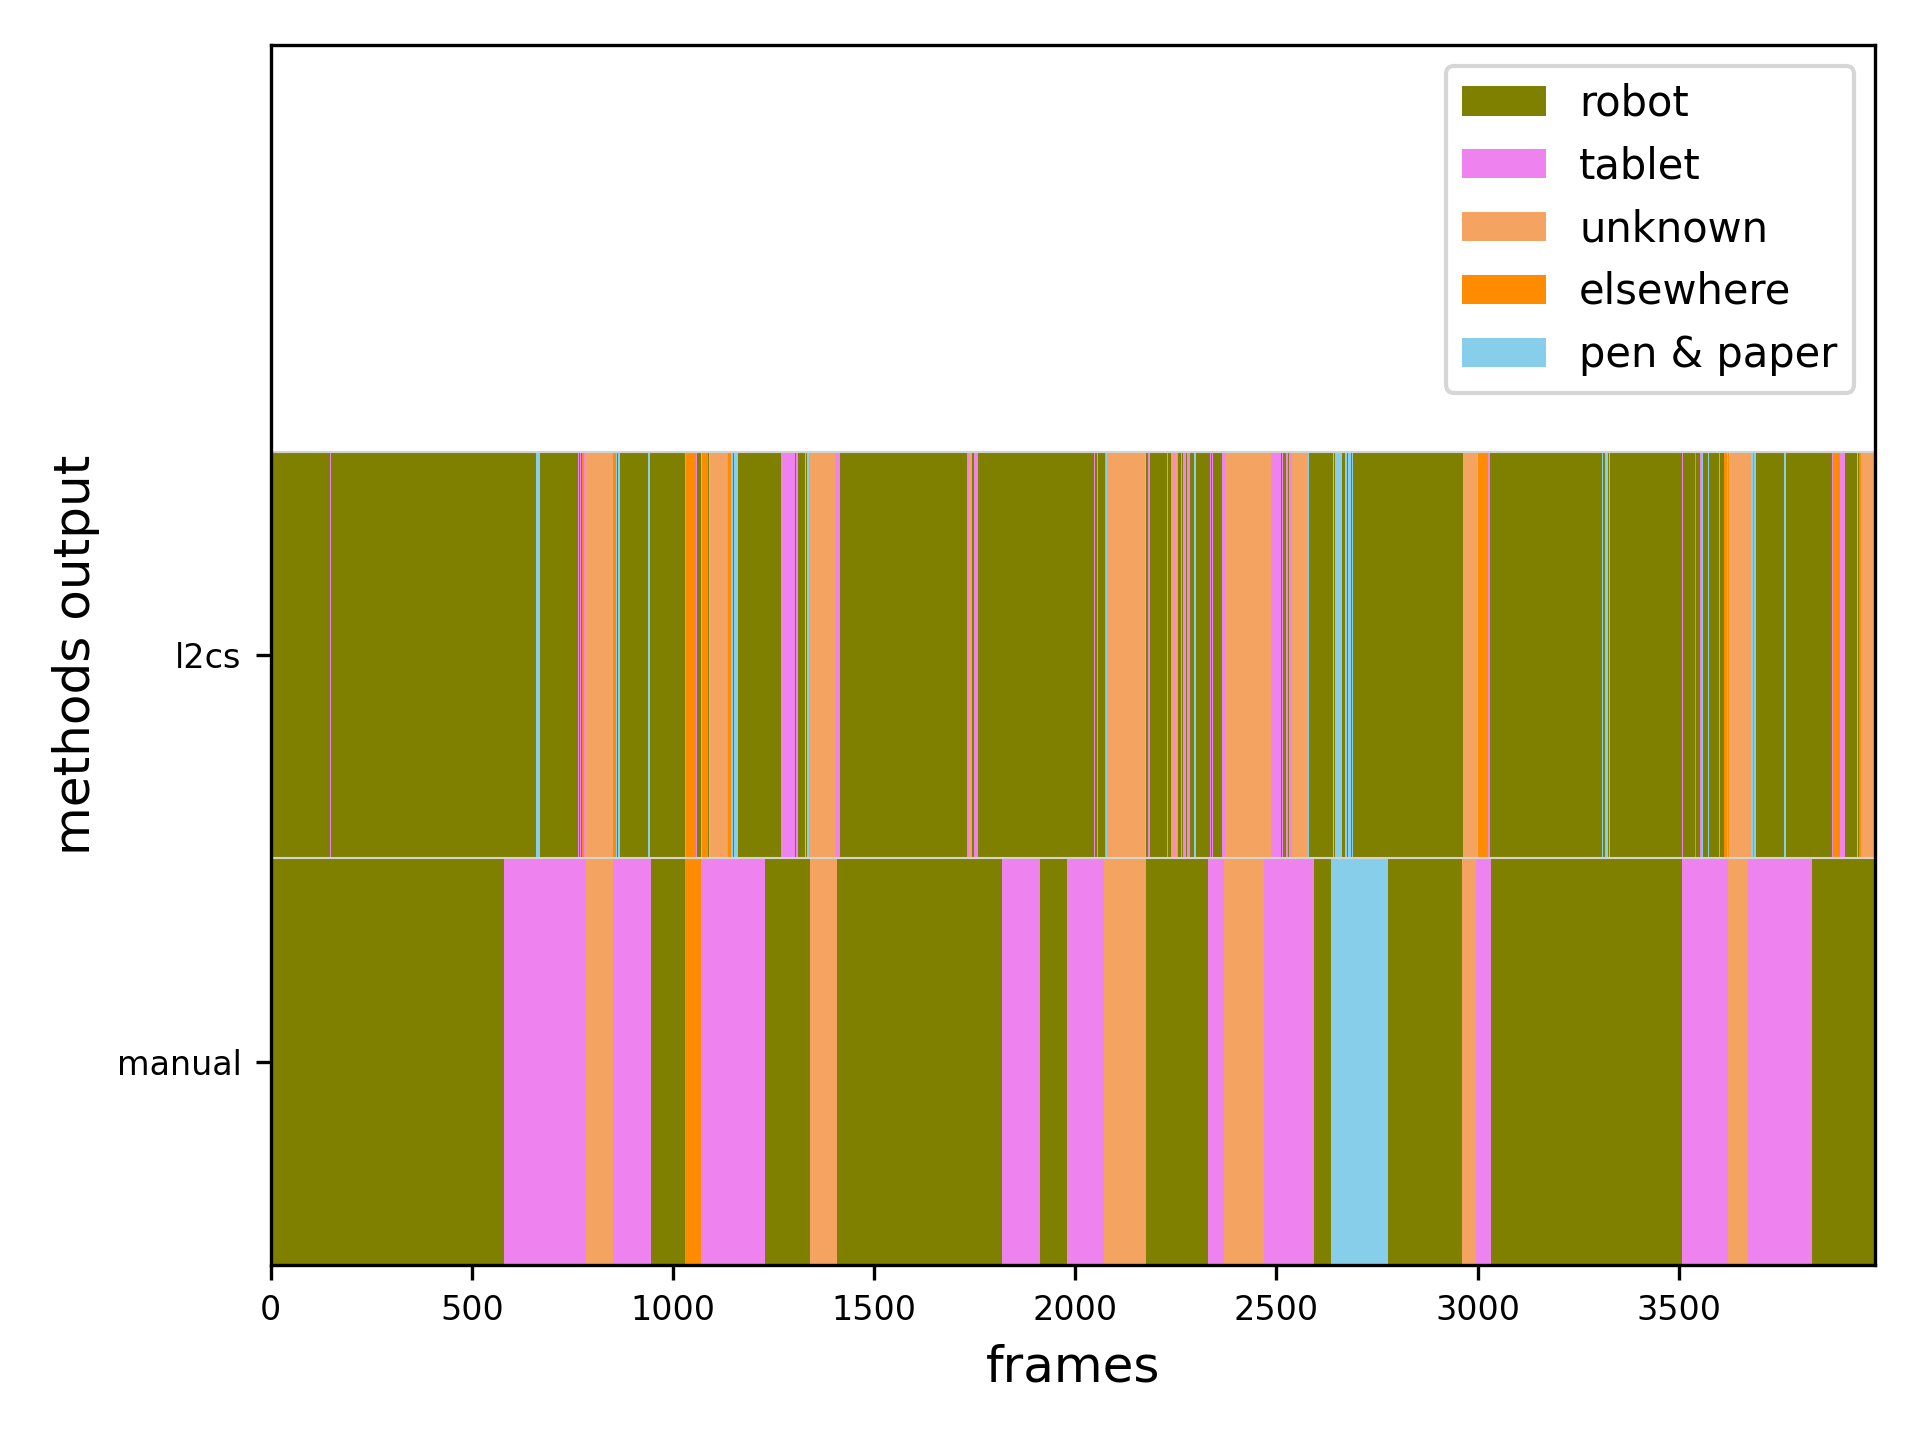 robot
tablet
unknown
elsewhere
pen & paper
methods output
l2cs
manual
0 500 1000 1500 2000 2500 3000 3500
frames